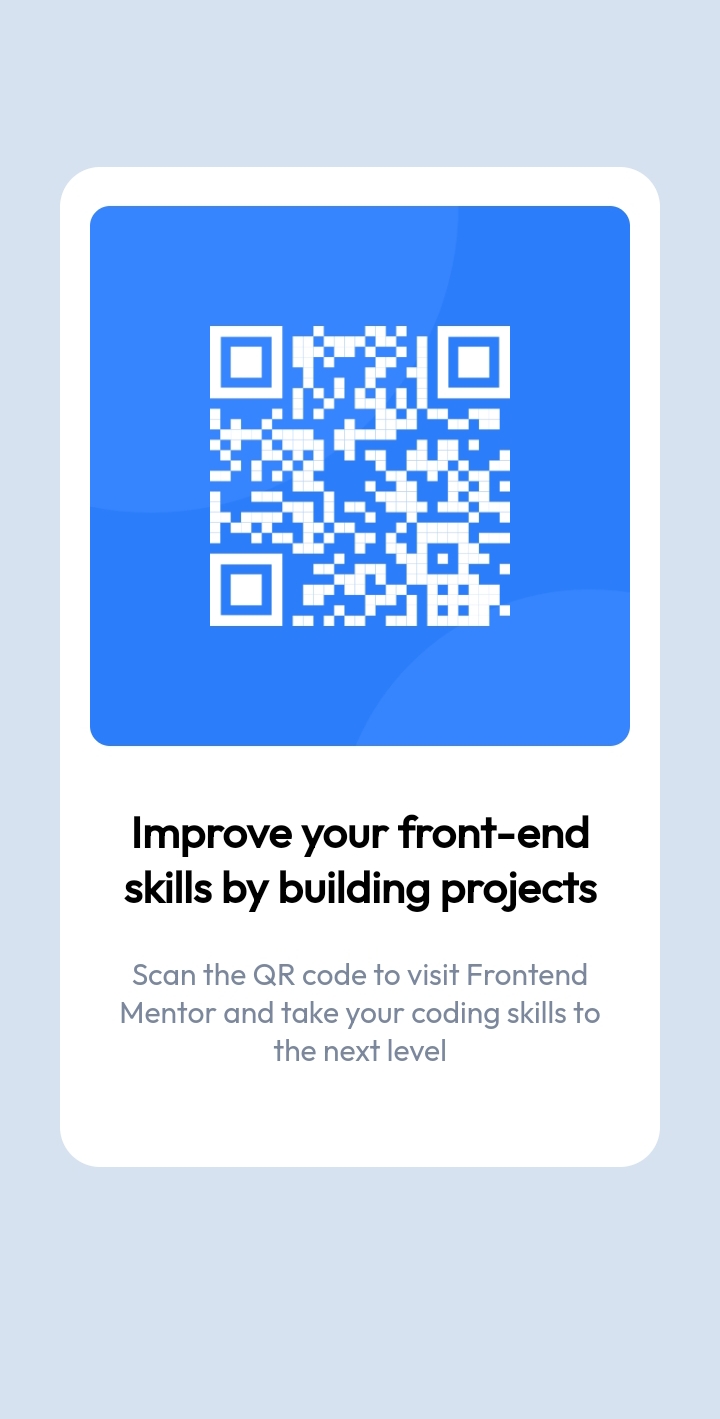 Improve your front-end
skills by building projects
Scan the QR code to visit Frontend
Mentor and take your coding skills to
the next level